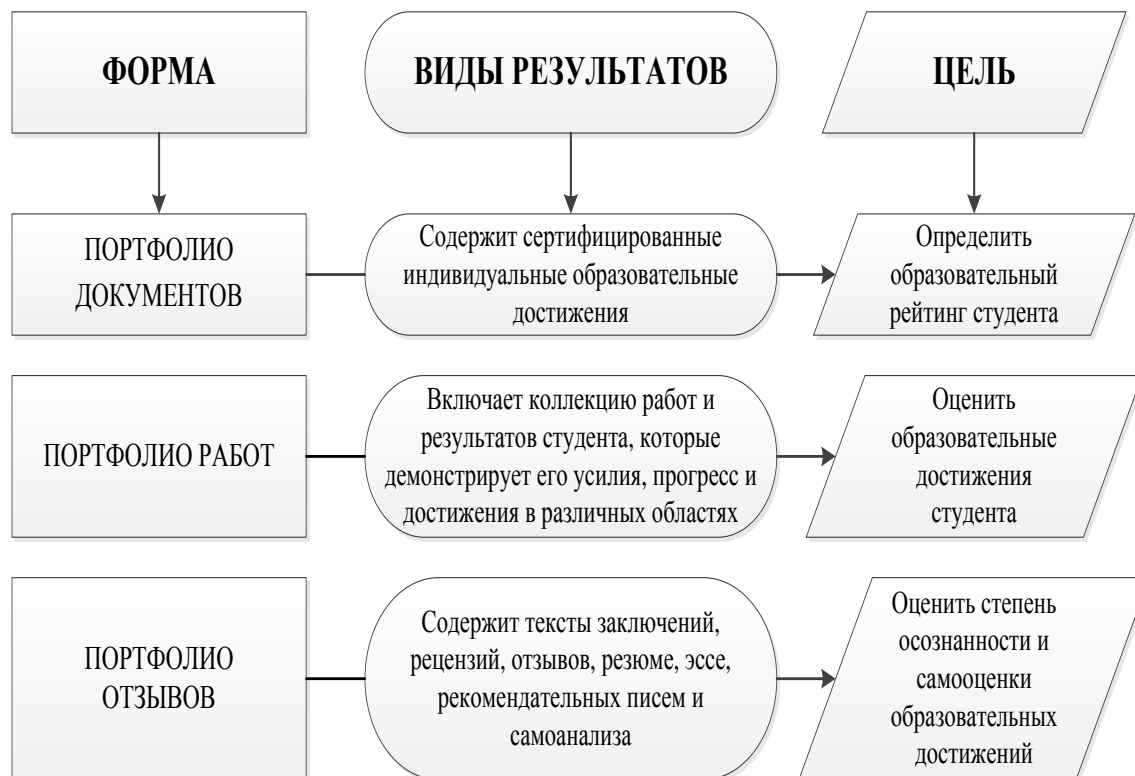 ФОРМА
ВИДЫ РЕЗУЛЬТАТОВ
ЦЕЛЬ
ПОРТФОЛИО
ДОКУМЕНТОВ
Содержит сертифицированные
индивидуальные образовательные
достижения
Определить
образовательный
рейтинг студента
ПОРТФОЛИО РАБОТ
Включает коллекцию работ и
результатов студента, которые
демонстрирует его усилия, прогресс и
достижения в различных областях
Оценить
образовательные
достижения
студента
ПОРТФОЛИО
ОТЗЫВОВ
Содержит тексты заключений,
рецензий, отзывов, резюме, эссе,
рекомендательных писем и
самоанализа
Оценить степень
осознанности и
самооценки
образовательных
достижений